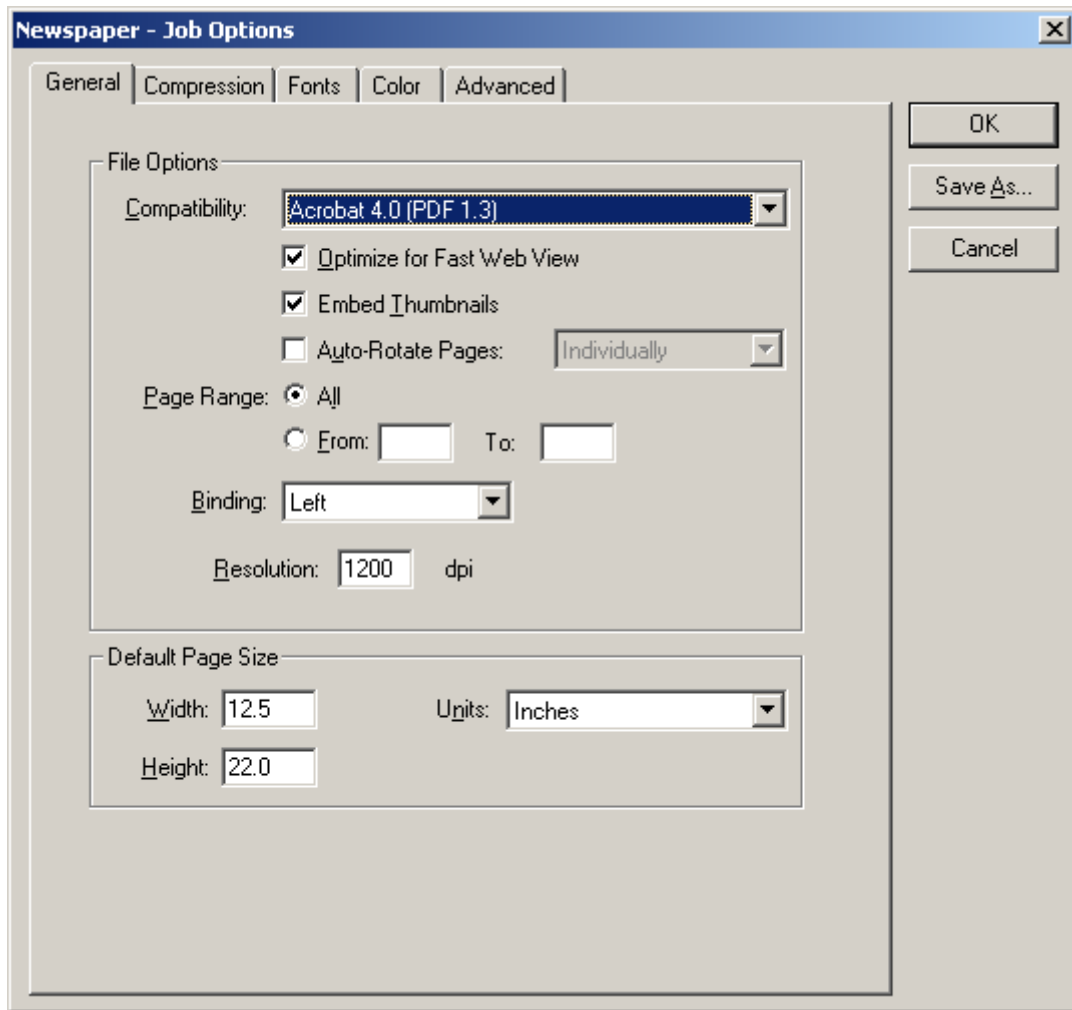 Newspaper - Job Options
General Compression Fonts Color Advanced
OK
Save As...
Cancel
File Options
Compatibility: Acrobat 4.0 (PDF 1.3)
Optimize for Fast Web View
Embed Thumbnails
Auto-Rotate Pages: Individually
Page Range: All
From: To:
Binding: Left
Resolution: 1200 dpi
Default Page Size
Width: 12.5 Units: Inches
Height: 22.0